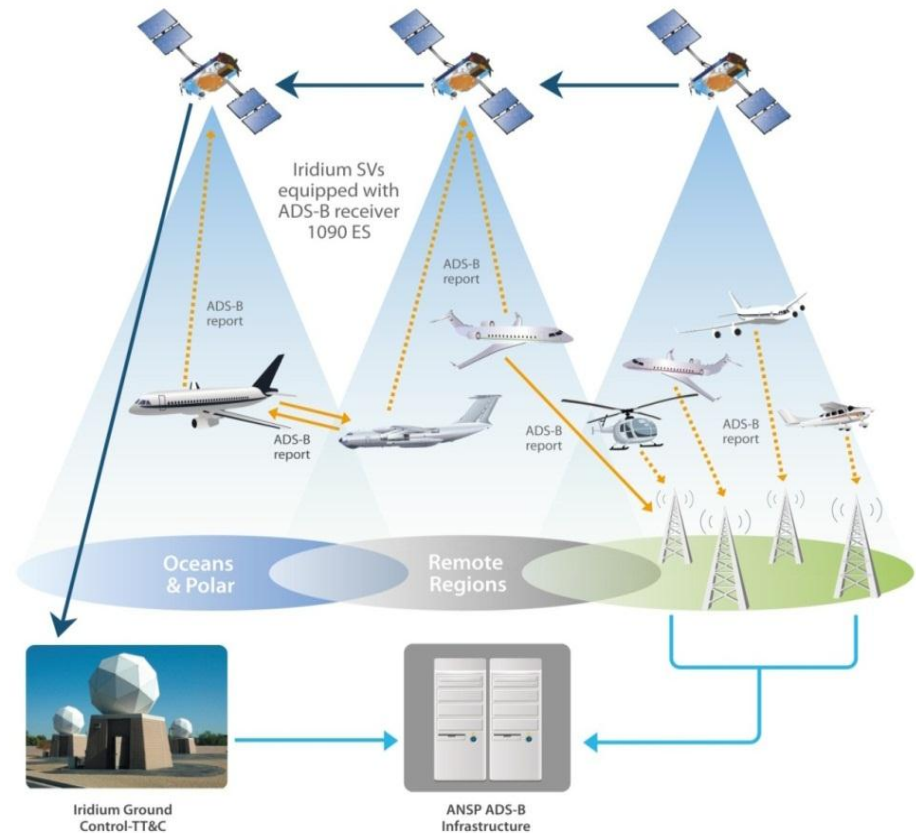 Iridium SVs
equipped with
ADS-B receiver
1090 ES
ADS-B
report
ADS-B
report
ADS-B
report
ADS-B
report
ADS-B
report
Oceans
& Polar
Remote
Regions
Iridium Ground
Control-TT&C
ANSP ADS-B
Infrastructure